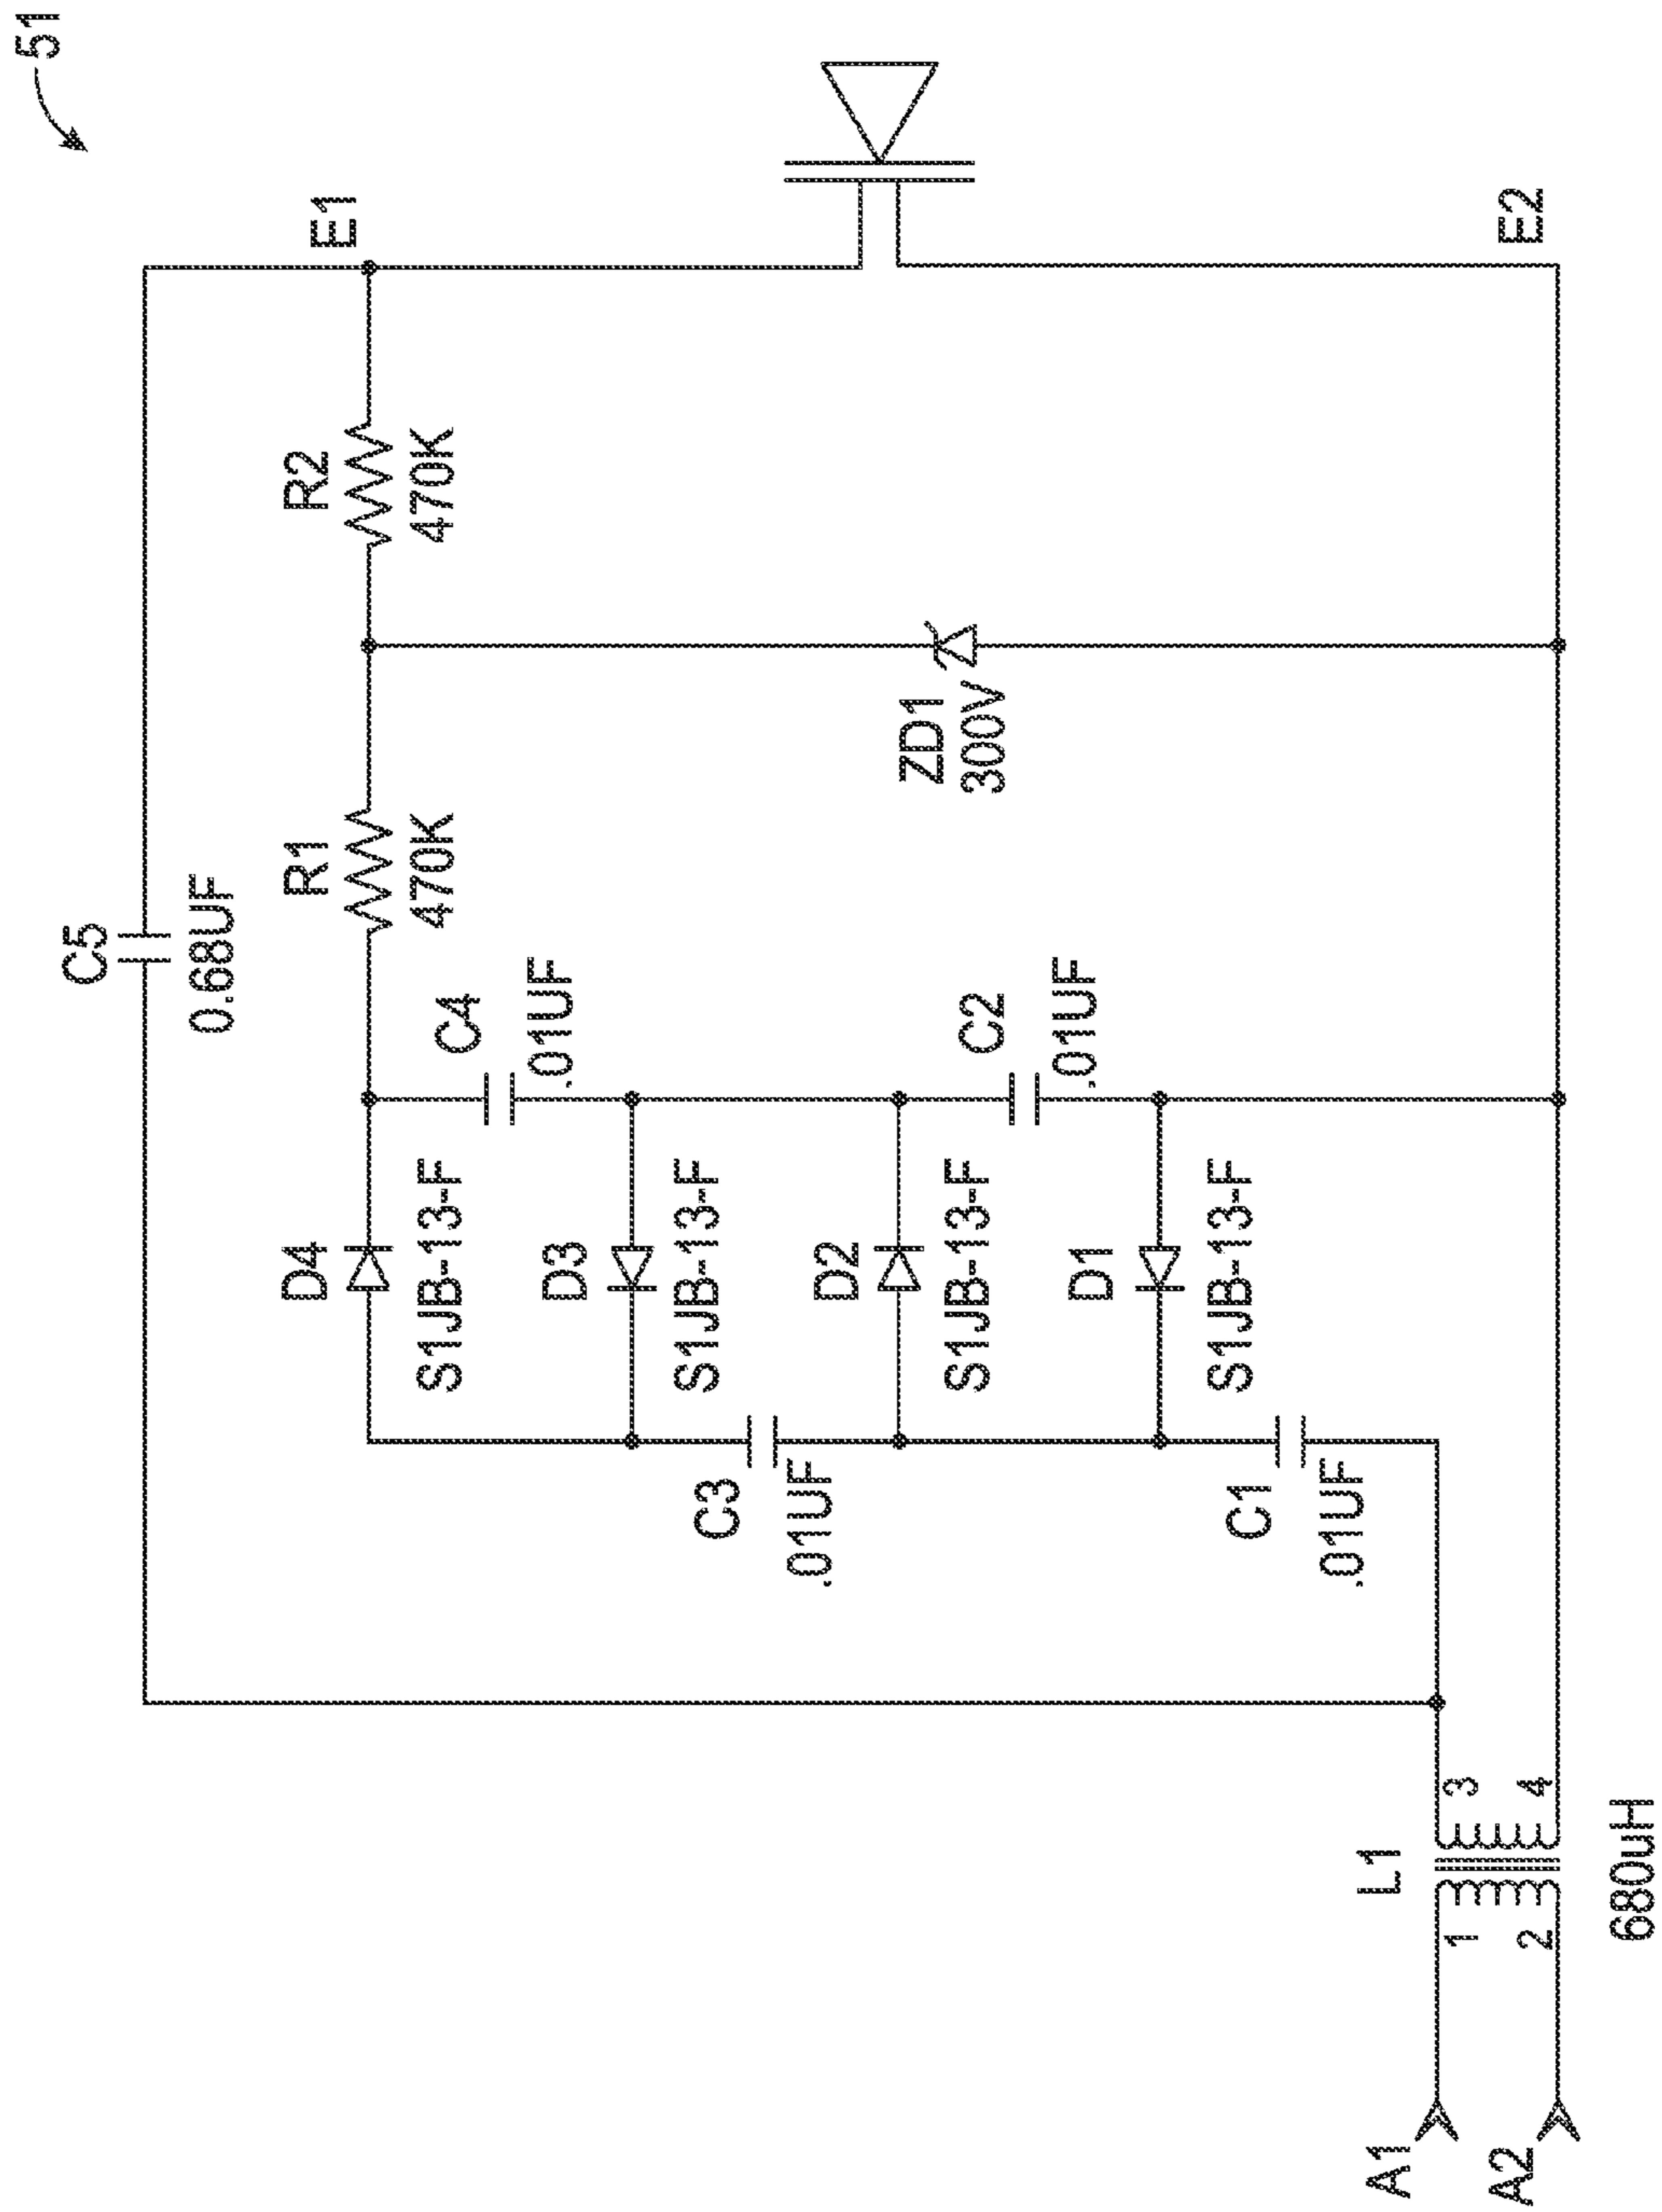 51
C5
0.68UF
E1
R2
470K
R1
470K
C4
.01UF
D4
S1JB-13-F
D3
S1JB-13-F
C3
.01UF
ZD1
300V
C2
.01UF
D2
S1JB-13-F
D1
S1JB-13-F
C1
.01UF
E2
L1
3
4
1
2
680uH
A1
A2